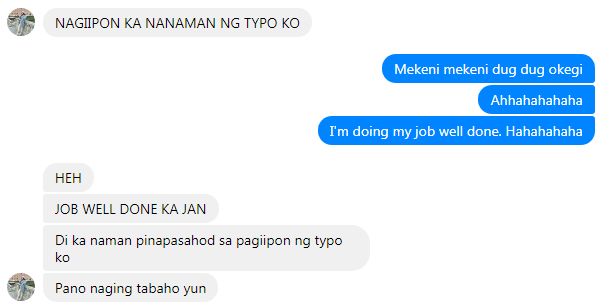 NAGIIPON KA NANAMAN NG TYPO KO
Mekeni mekeni dug dug okegi
Ahhahahahaha
I'm doing my job well done. Hahahahaha
HEH
JOB WELL DONE KA JAN
Di ka naman pinapasahod sa pagiipon ng typo
ko
Pano naging tabaho yun